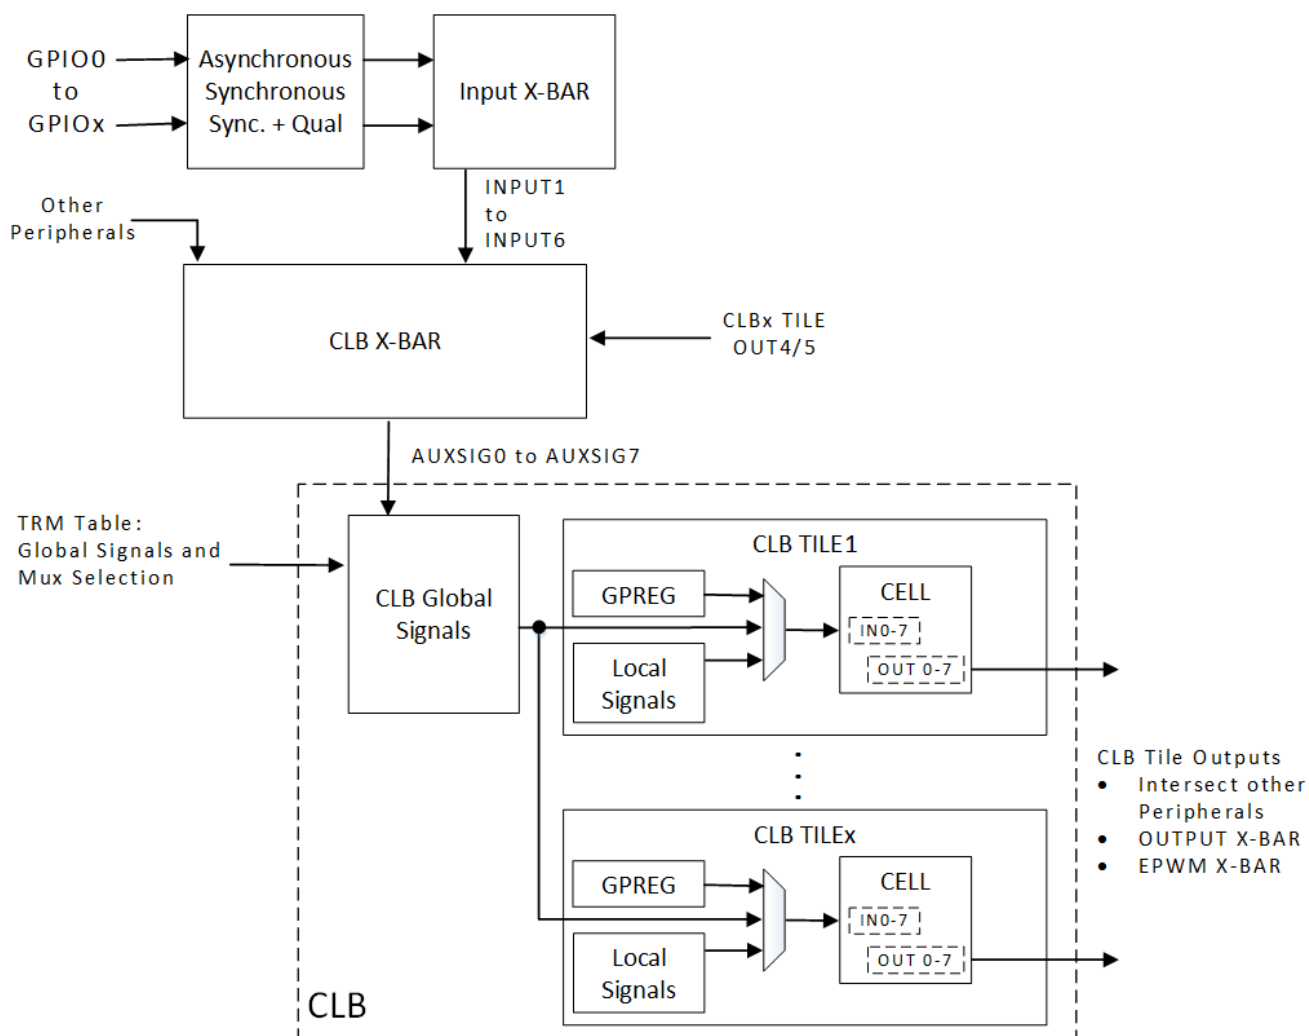 GPIO0
to
GPIOx
Asynchronous
Synchronous
Sync. + Qual
Input X-BAR
INPUT1
to
INPUT6
Other
Peripherals
CLB X-BAR
CLBx TILE
OUT4/5
AUXSIG0 to AUXSIG7
TRM Table:
Global Signals and
Mux Selection
CLB Global
Signals
CLB TILE1
GPREG
Local
Signals
CELL
IN0-7
OUT 0-7
CLB TILEx
GPREG
Local
Signals
CELL
IN0-7
OUT 0-7
CLB Tile Outputs
• Intersect other
Peripherals
• OUTPUT X-BAR
• EPWM X-BAR
CLB